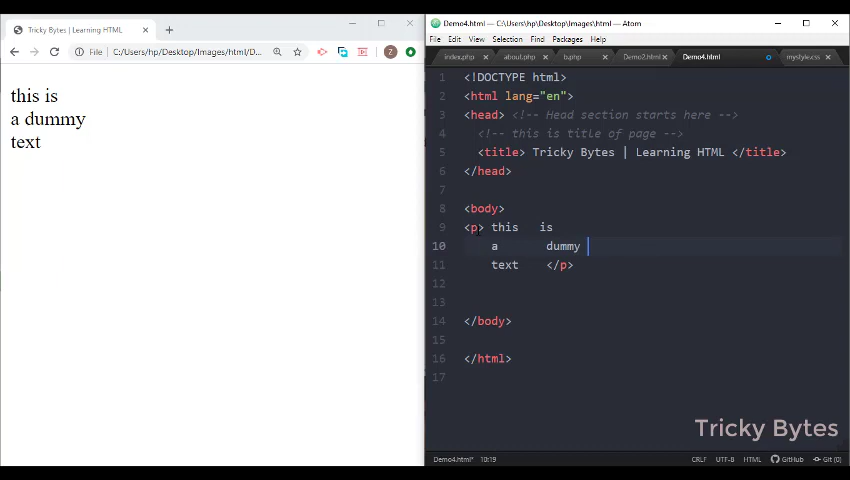 Tricky Bytes | Learning HTML
File | C:/Users/hp/Desktop/Images/html/D...
Z
this is
a dummy
text
Demo4.html — C:\Users\hp\Desktop\Images\html — Atom
File Edit View Selection Find Packages Help
index.php about.php b.php Demo2.html Demo4.html mystyle.css
1 <!DOCTYPE html>
2 <html lang="en">
3 <head> <!-- Head section starts here -->
4 <!-- this is title of page -->
5 <title> Tricky Bytes | Learning HTML </title>
6 </head>
7
8 <body>
9 <p> this is
10 a dummy
11 text </p>
12
13
14 </body>
15
16 </html>
17
Tricky Bytes
Demo4.html* 10:19 CRLF UTF-8 HTML GitHub Git (0)